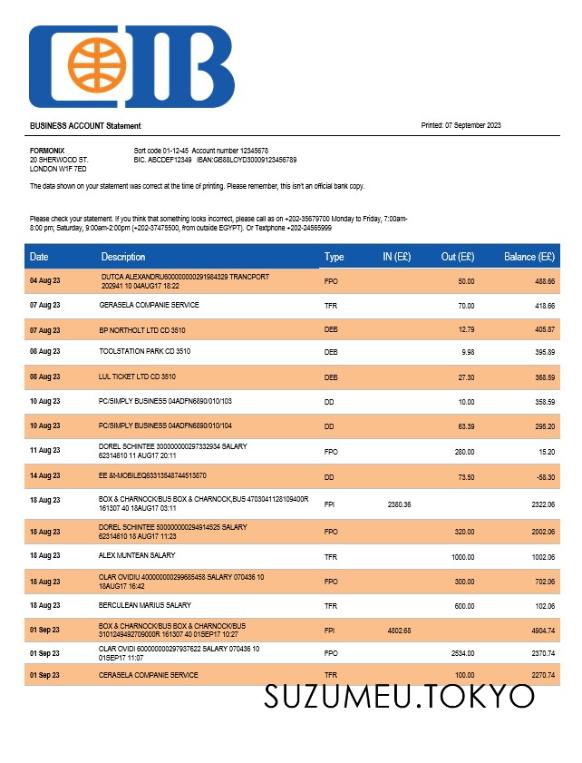 CIB
BUSINESS ACCOUNT Statement Printed: 07 September 2023
FORMONIX Sort code 01-12-45 Account number 12345678
20 SHERWOOD ST. BIC. ABCDEF12349 IBAN:GB88LOYD30009123456789
LONDON W1F 7ED
The data shown on your statement was correct at the time of printing. Please remember, this isn't an official bank copy.
Please check your statement. If you think that something looks incorrect, please call as on +202-35679700 Monday to Friday, 7:00am-
8:00 pm; Saturday, 9:00am-2:00pm (+202-37475500, from outside EGYPT). Or Textphone +202-24565999
Date Description Type IN (E£) Out (E£) Balance (E£)
04 Aug 23 DUTCA ALEXANDRU600000000291984329 TRANCPORT FPO 50.00 488.66
202941 10 04AUG17 18:22
07 Aug 23 GERASELA COMPANIE SERVICE TFR 70.00 418.66
07 Aug 23 BP NORTHOLT LTD CD 3510 DEB 12.79 405.87
08 Aug 23 TOOLSTATION PARK CD 3510 DEB 9.98 395.89
08 Aug 23 LUL TICKET LTD CD 3510 DEB 27.30 368.59
10 Aug 23 PC/SIMPLY BUSINESS 04ADFN6890/010/103 DD 10.00 358.59
10 Aug 23 PC/SIMPLY BUSINESS 04ADFN6890/010/104 DD 63.39 295.20
11 Aug 23 DOREL SCHINTEE 300000000297332934 SALARY FPO 280.00 15.20
62314610 11 AUG17 20:11
14 Aug 23 EE &t-MOBILEQ63313548744513670 DD 73.50 -58.30
18 Aug 23 BOX & CHARNOCK/BUS BOX & CHARNOCK,BUS 4703041128109400R FPI 2380.36 2322.06
161307 40 18AUG17 03:11
18 Aug 23 DOREL SCHINTEE 500000000294914525 SALARY FPO 320.00 2002.06
62314610 18 AUG17 11:23
18 Aug 23 ALEX MUNTEAN SALARY TFR 1000.00 1002.06
18 Aug 23 OLAR OVIDIU 400000000299685458 SALARY 070436 10 FPO 300.00 702.06
18AUG17 16:42
18 Aug 23 BERCULEAN MARIUS SALARY TFR 600.00 102.06
01 Sep 23 BOX & CHARNOCK/BUS BOX & CHARNOCK/BUS FPI 4802.68 4904.74
3101249492709000R 161307 40 01SEP17 10:27
01 Sep 23 OLAR OVIDI 600000000297937622 SALARY 070436 10 FPO 2534.00 2370.74
01SEP17 11:07
01 Sep 23 CERASELA COMPANIE SERVICE TFR 100.00 2270.74
SUZUMEU.TOKYO